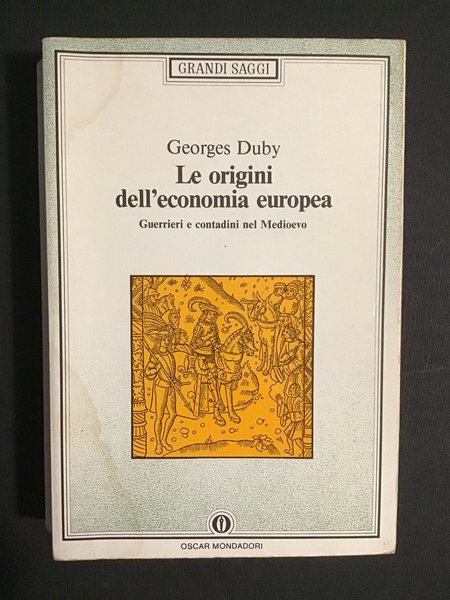 GRANDI SAGGI
Georges Duby
Le origini
dell'economia europea
Guerrieri e contadini nel Medioevo
OSCAR MONDADORI